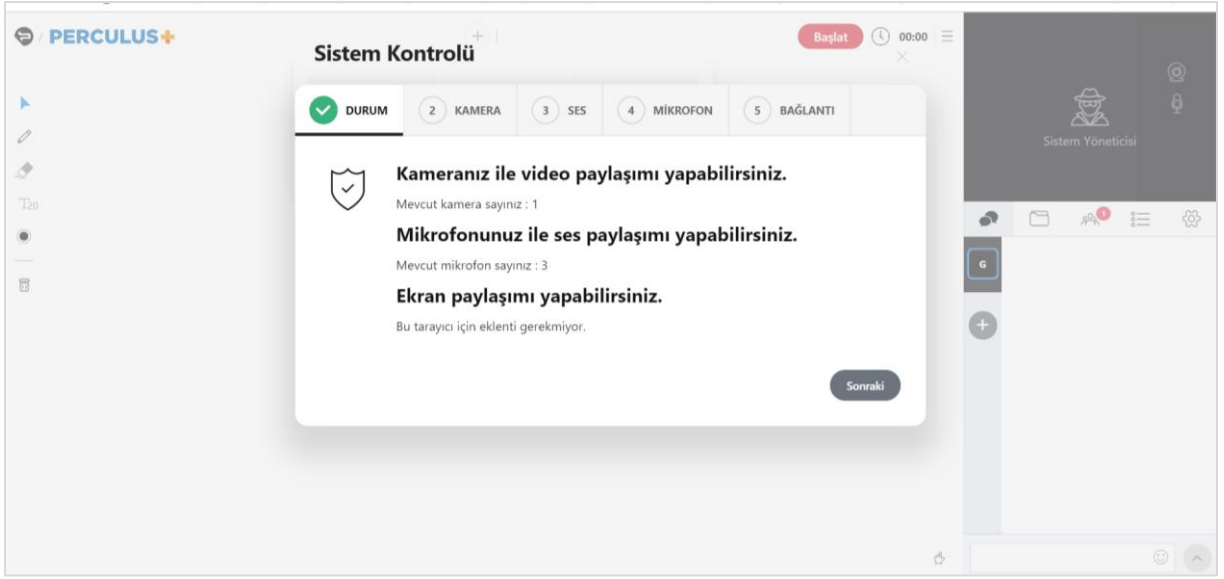 PERCULUS+
Sistem Kontrolü
Başlat
00:00
DURUM
2 KAMERA
3 SES
4 MİKROFON
5 BAĞLANTI
Kameranız ile video paylaşımı yapabilirsiniz.
Mevcut kamera sayınız : 1
Mikrofonunuz ile ses paylaşımı yapabilirsiniz.
Mevcut mikrofon sayınız : 3
Ekran paylaşımı yapabilirsiniz.
Bu tarayıcı için eklenti gerekmiyor.
Sonraki
Sistem Yöneticisi
1
G
T20